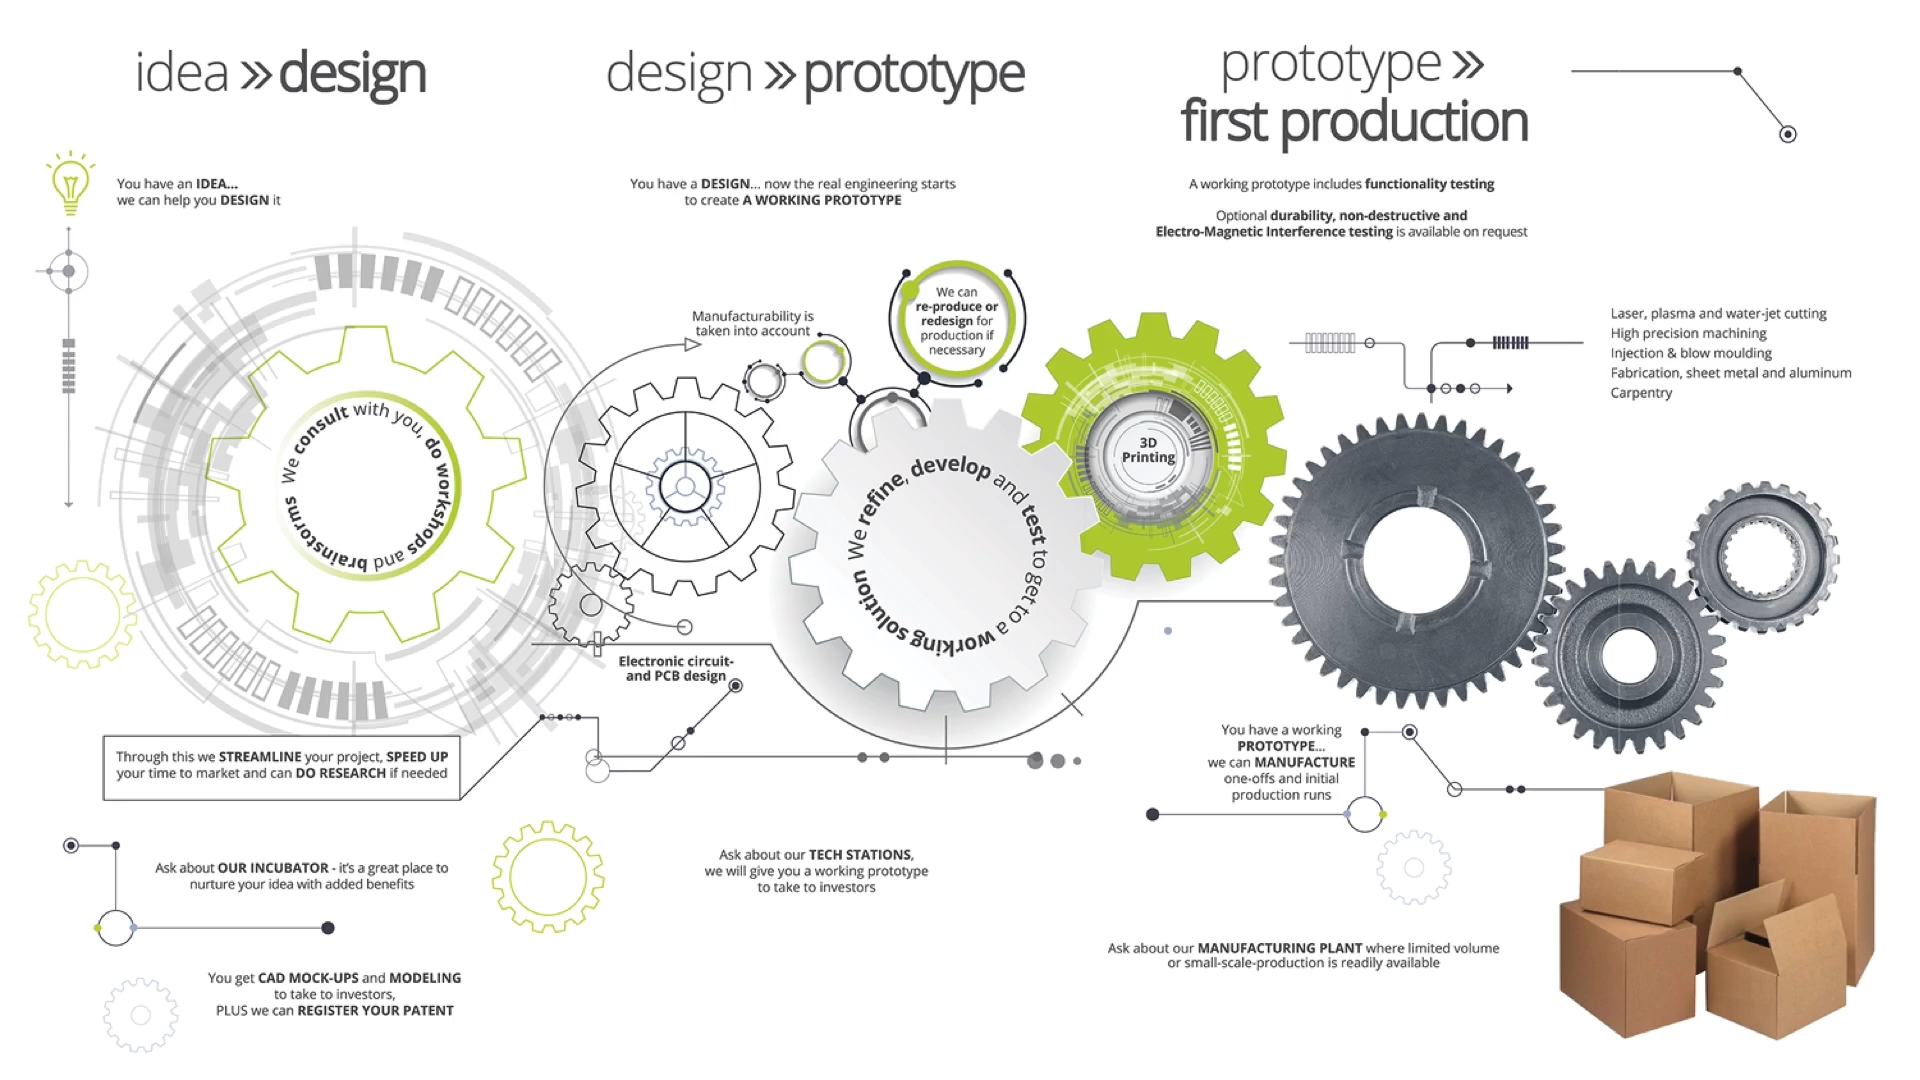 idea » design
You have an IDEA...
we can help you DESIGN it
We consult with you, do workshops and brainstorms
Through this we STREAMLINE your project, SPEED UP
your time to market and can DO RESEARCH if needed
Ask about OUR INCUBATOR - it's a great place to
nurture your idea with added benefits
You get CAD MOCK-UPS and MODELING
to take to investors,
PLUS we can REGISTER YOUR PATENT
design » prototype
You have a DESIGN... now the real engineering starts
to create A WORKING PROTOTYPE
Manufacturability is
taken into account
We can
re-produce or
redesign for
production if
necessary
We refine, develop and test to get to a working solution
3D
Printing
Electronic circuit-
and PCB design
Ask about our TECH STATIONS,
we will give you a working prototype
to take to investors
prototype »
first production
A working prototype includes functionality testing
Optional durability, non-destructive and
Electro-Magnetic Interference testing is available on request
Laser, plasma and water-jet cutting
High precision machining
Injection & blow moulding
Fabrication, sheet metal and aluminum
Carpentry
You have a working
PROTOTYPE...
we can MANUFACTURE
one-offs and initial
production runs
Ask about our MANUFACTURING PLANT where limited volume
or small-scale-production is readily available